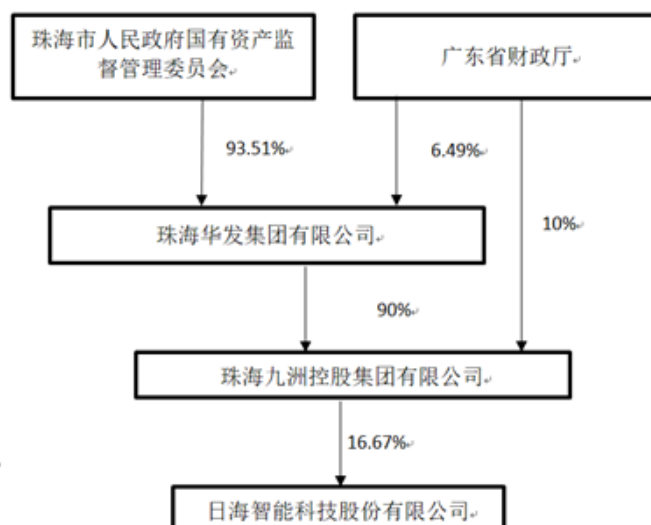 珠海市人民政府国有资产监
督管理委员会
广东省财政厅
93.51%
6.49%
珠海华发集团有限公司
10%
90%
珠海九洲控股集团有限公司
16.67%
日海智能科技股份有限公司